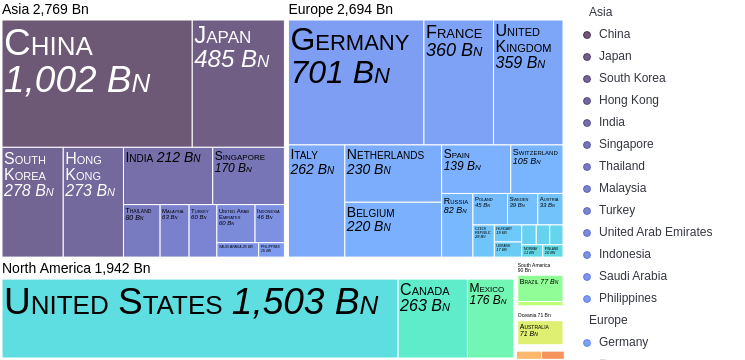 Asia 2,769 Bn
China
1,002 Bn
Japan
485 Bn
South
Korea
278 Bn
Hong
Kong
273 Bn
India 212 Bn
Singapore
170 Bn
Thailand
80 Bn
Malaysia
63 Bn
Turkey
60 Bn
United Arab
Emirates
60 Bn
Indonesia
46 Bn
Europe 2,694 Bn
Germany
701 Bn
France
360 Bn
United
Kingdom
359 Bn
Italy
262 Bn
Netherlands
230 Bn
Belgium
220 Bn
Spain
139 Bn
Switzerland
105 Bn
Russia
82 Bn
Poland
45 Bn
Sweden
39 Bn
Austria
33 Bn
North America 1,942 Bn
United States 1,503 Bn
Canada
263 Bn
Mexico
176 Bn
South America
90 Bn
Brazil 77 Bn
Oceania 71 Bn
Australia
71 Bn
Asia
China
Japan
South Korea
Hong Kong
India
Singapore
Thailand
Malaysia
Turkey
United Arab Emirates
Indonesia
Saudi Arabia
Philippines
Europe
Germany